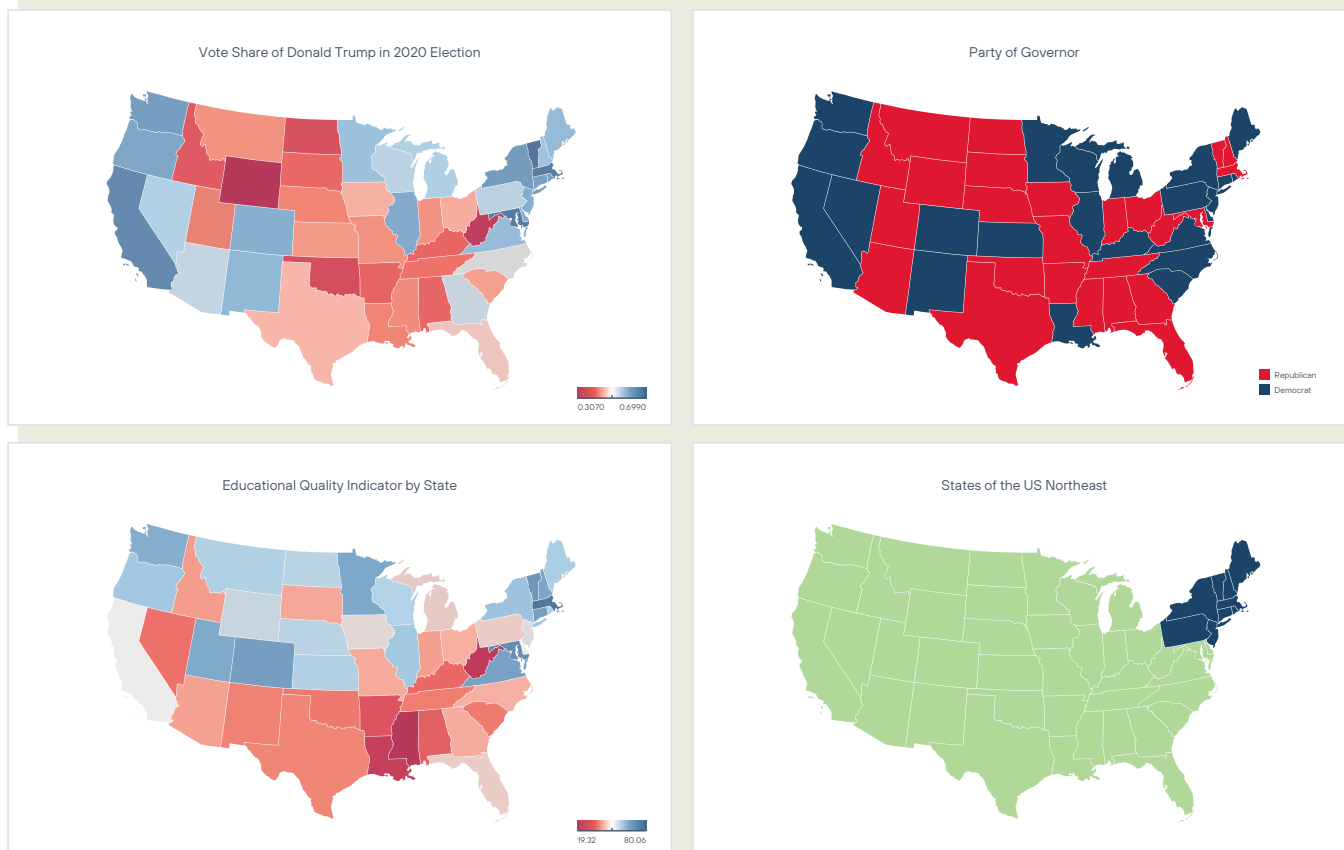 Vote Share of Donald Trump in 2020 Election
0.3070 0.6990
Party of Governor
Republican
Democrat
Educational Quality Indicator by State
19.32 80.06
States of the US Northeast